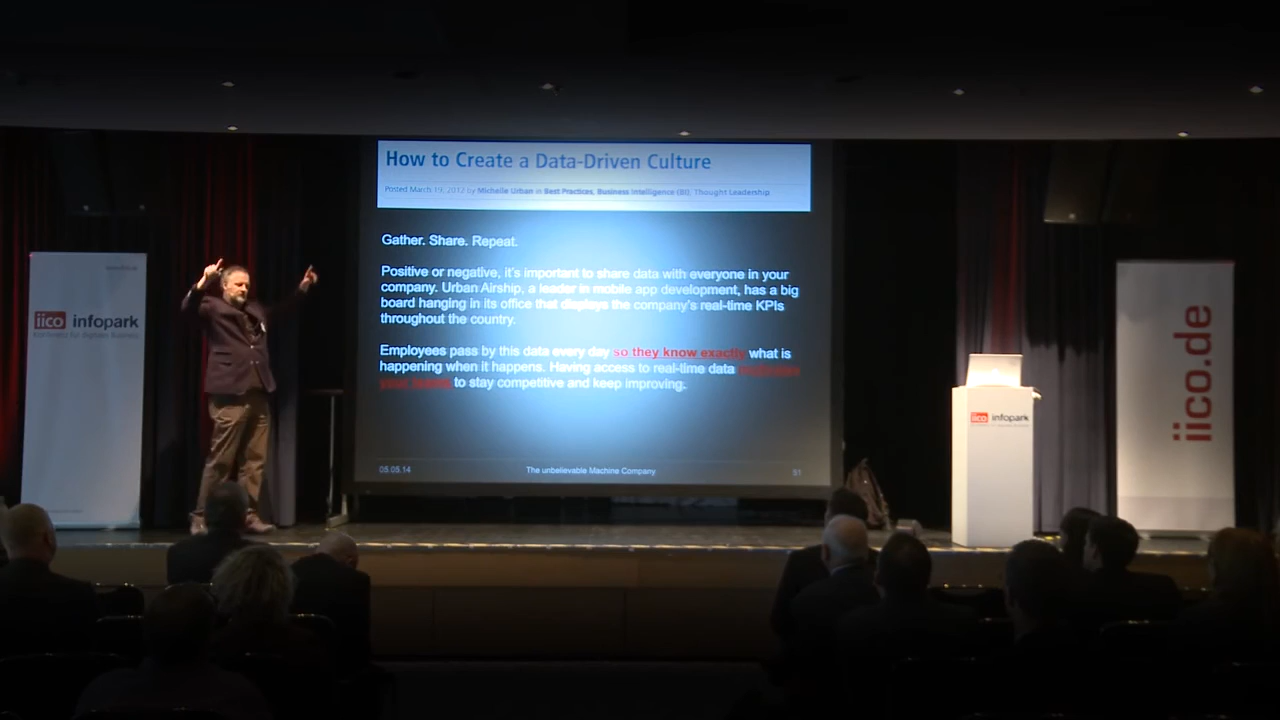 How to Create a Data-Driven Culture
Posted March 19, 2012 by Michelle Urban in Best Practices, Business Intelligence (BI), Thought Leadership
Gather. Share. Repeat.
Positive or negative, it's important to share data with everyone in your
company. Urban Airship, a leader in mobile app development, has a big
board hanging in its office that displays the company's real-time KPIs
throughout the country.
Employees pass by this data every day so they know exactly what is
happening when it happens. Having access to real-time data
to stay competitive and keep improving.
05.05.14
The unbelievable Machine Company
51
iico infopark
Konferenz für digitales Business
iico infopark
iico.de